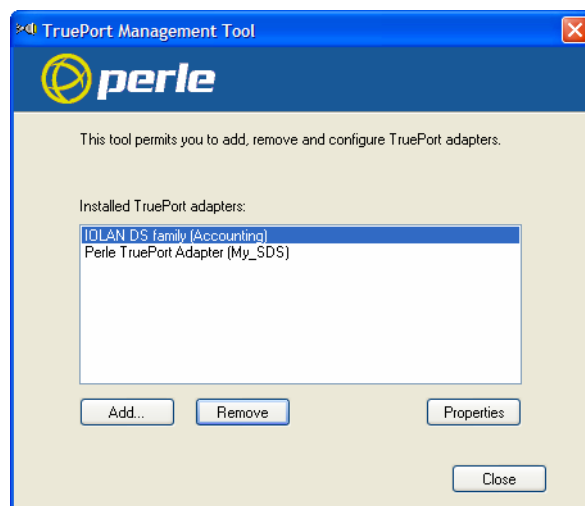 TruePort Management Tool
perle
This tool permits you to add, remove and configure TruePort adapters.
Installed TruePort adapters:
IOLAN DS family (Accounting)
Perle TruePort Adapter (My_SDS)
Add... Remove Properties
Close